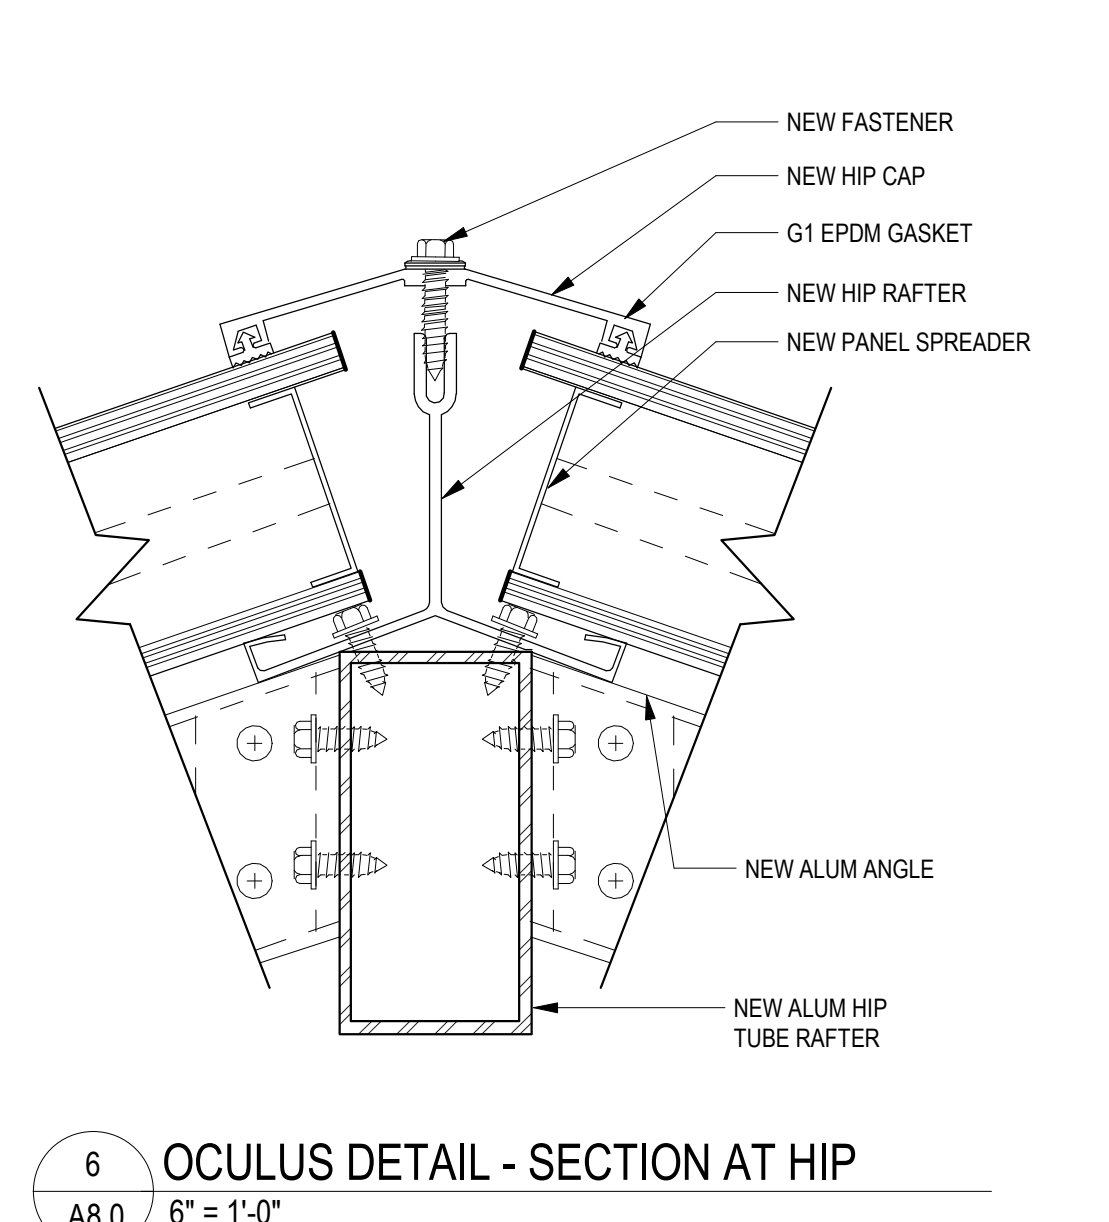 NEW FASTENER
NEW HIP CAP
G1 EPDM GASKET
NEW HIP RAFTER
NEW PANEL SPREADER
NEW ALUM ANGLE
NEW ALUM HIP
TUBE RAFTER
6
OCULUS DETAIL - SECTION AT HIP
A8.0
6" = 1'-0"